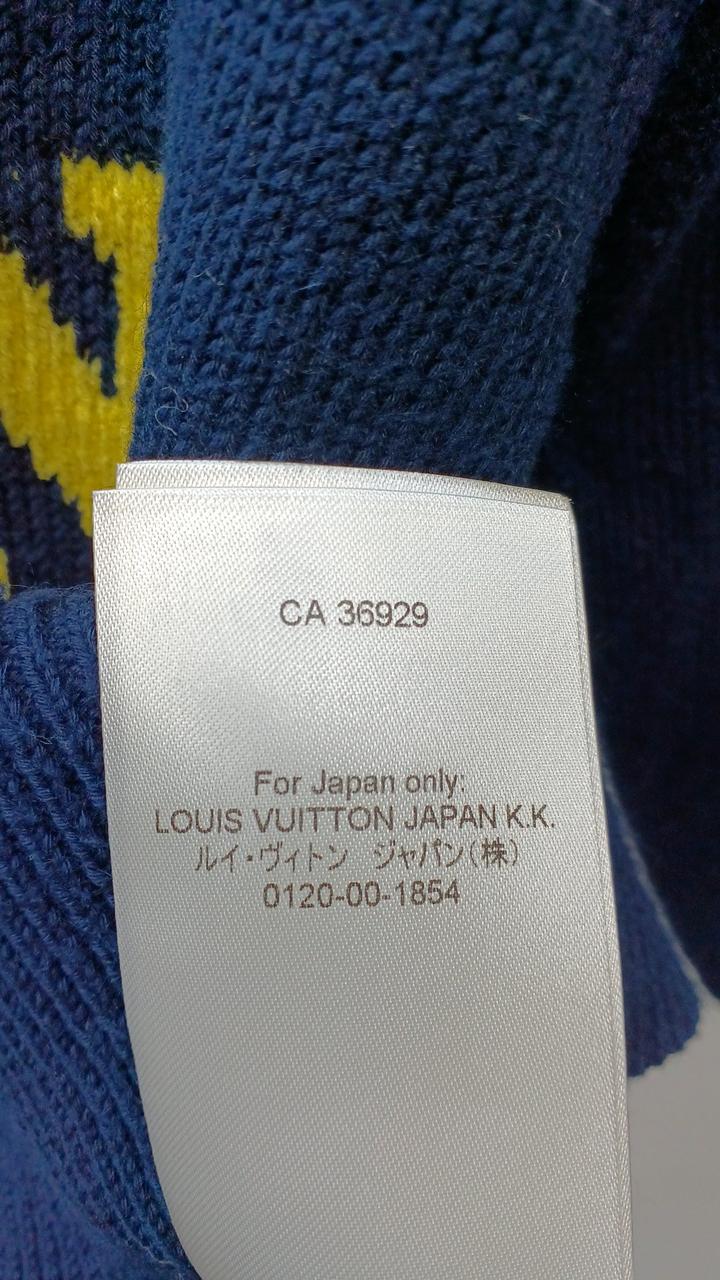 CA 36929
For Japan only:
LOUIS VUITTON JAPAN K.K.
ルイ・ヴィトン ジャパン(株)
0120-00-1854